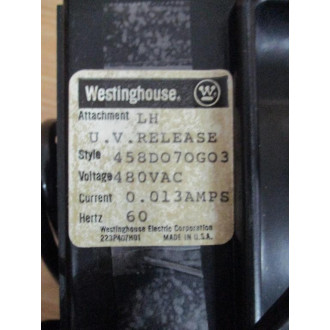 Westinghouse.
Attachment LH
U.V.RELEASE
Style 458D070G03
Voltage 480VAC
Current 0.013AMPS
Hertz 60
Westinghouse Electric Corporation
MADE IN U.S.A.